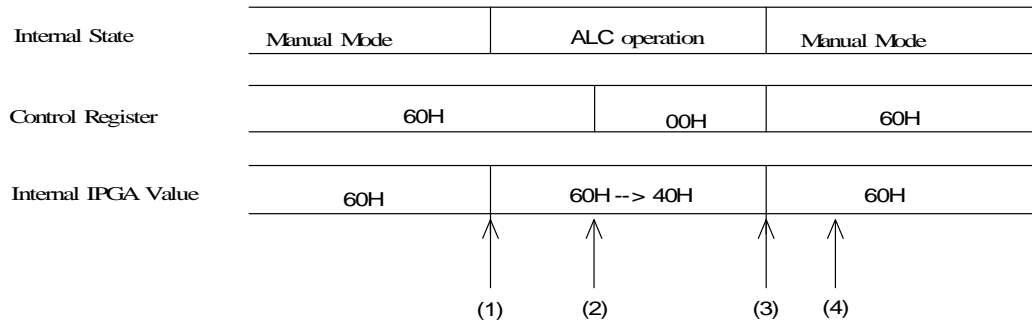 Internal State Manual Mode ALC operation Manual Mode
Control Register 60H 00H 60H
Internal IPGA Value 60H 60H --> 40H 60H
(1) (2) (3) (4)